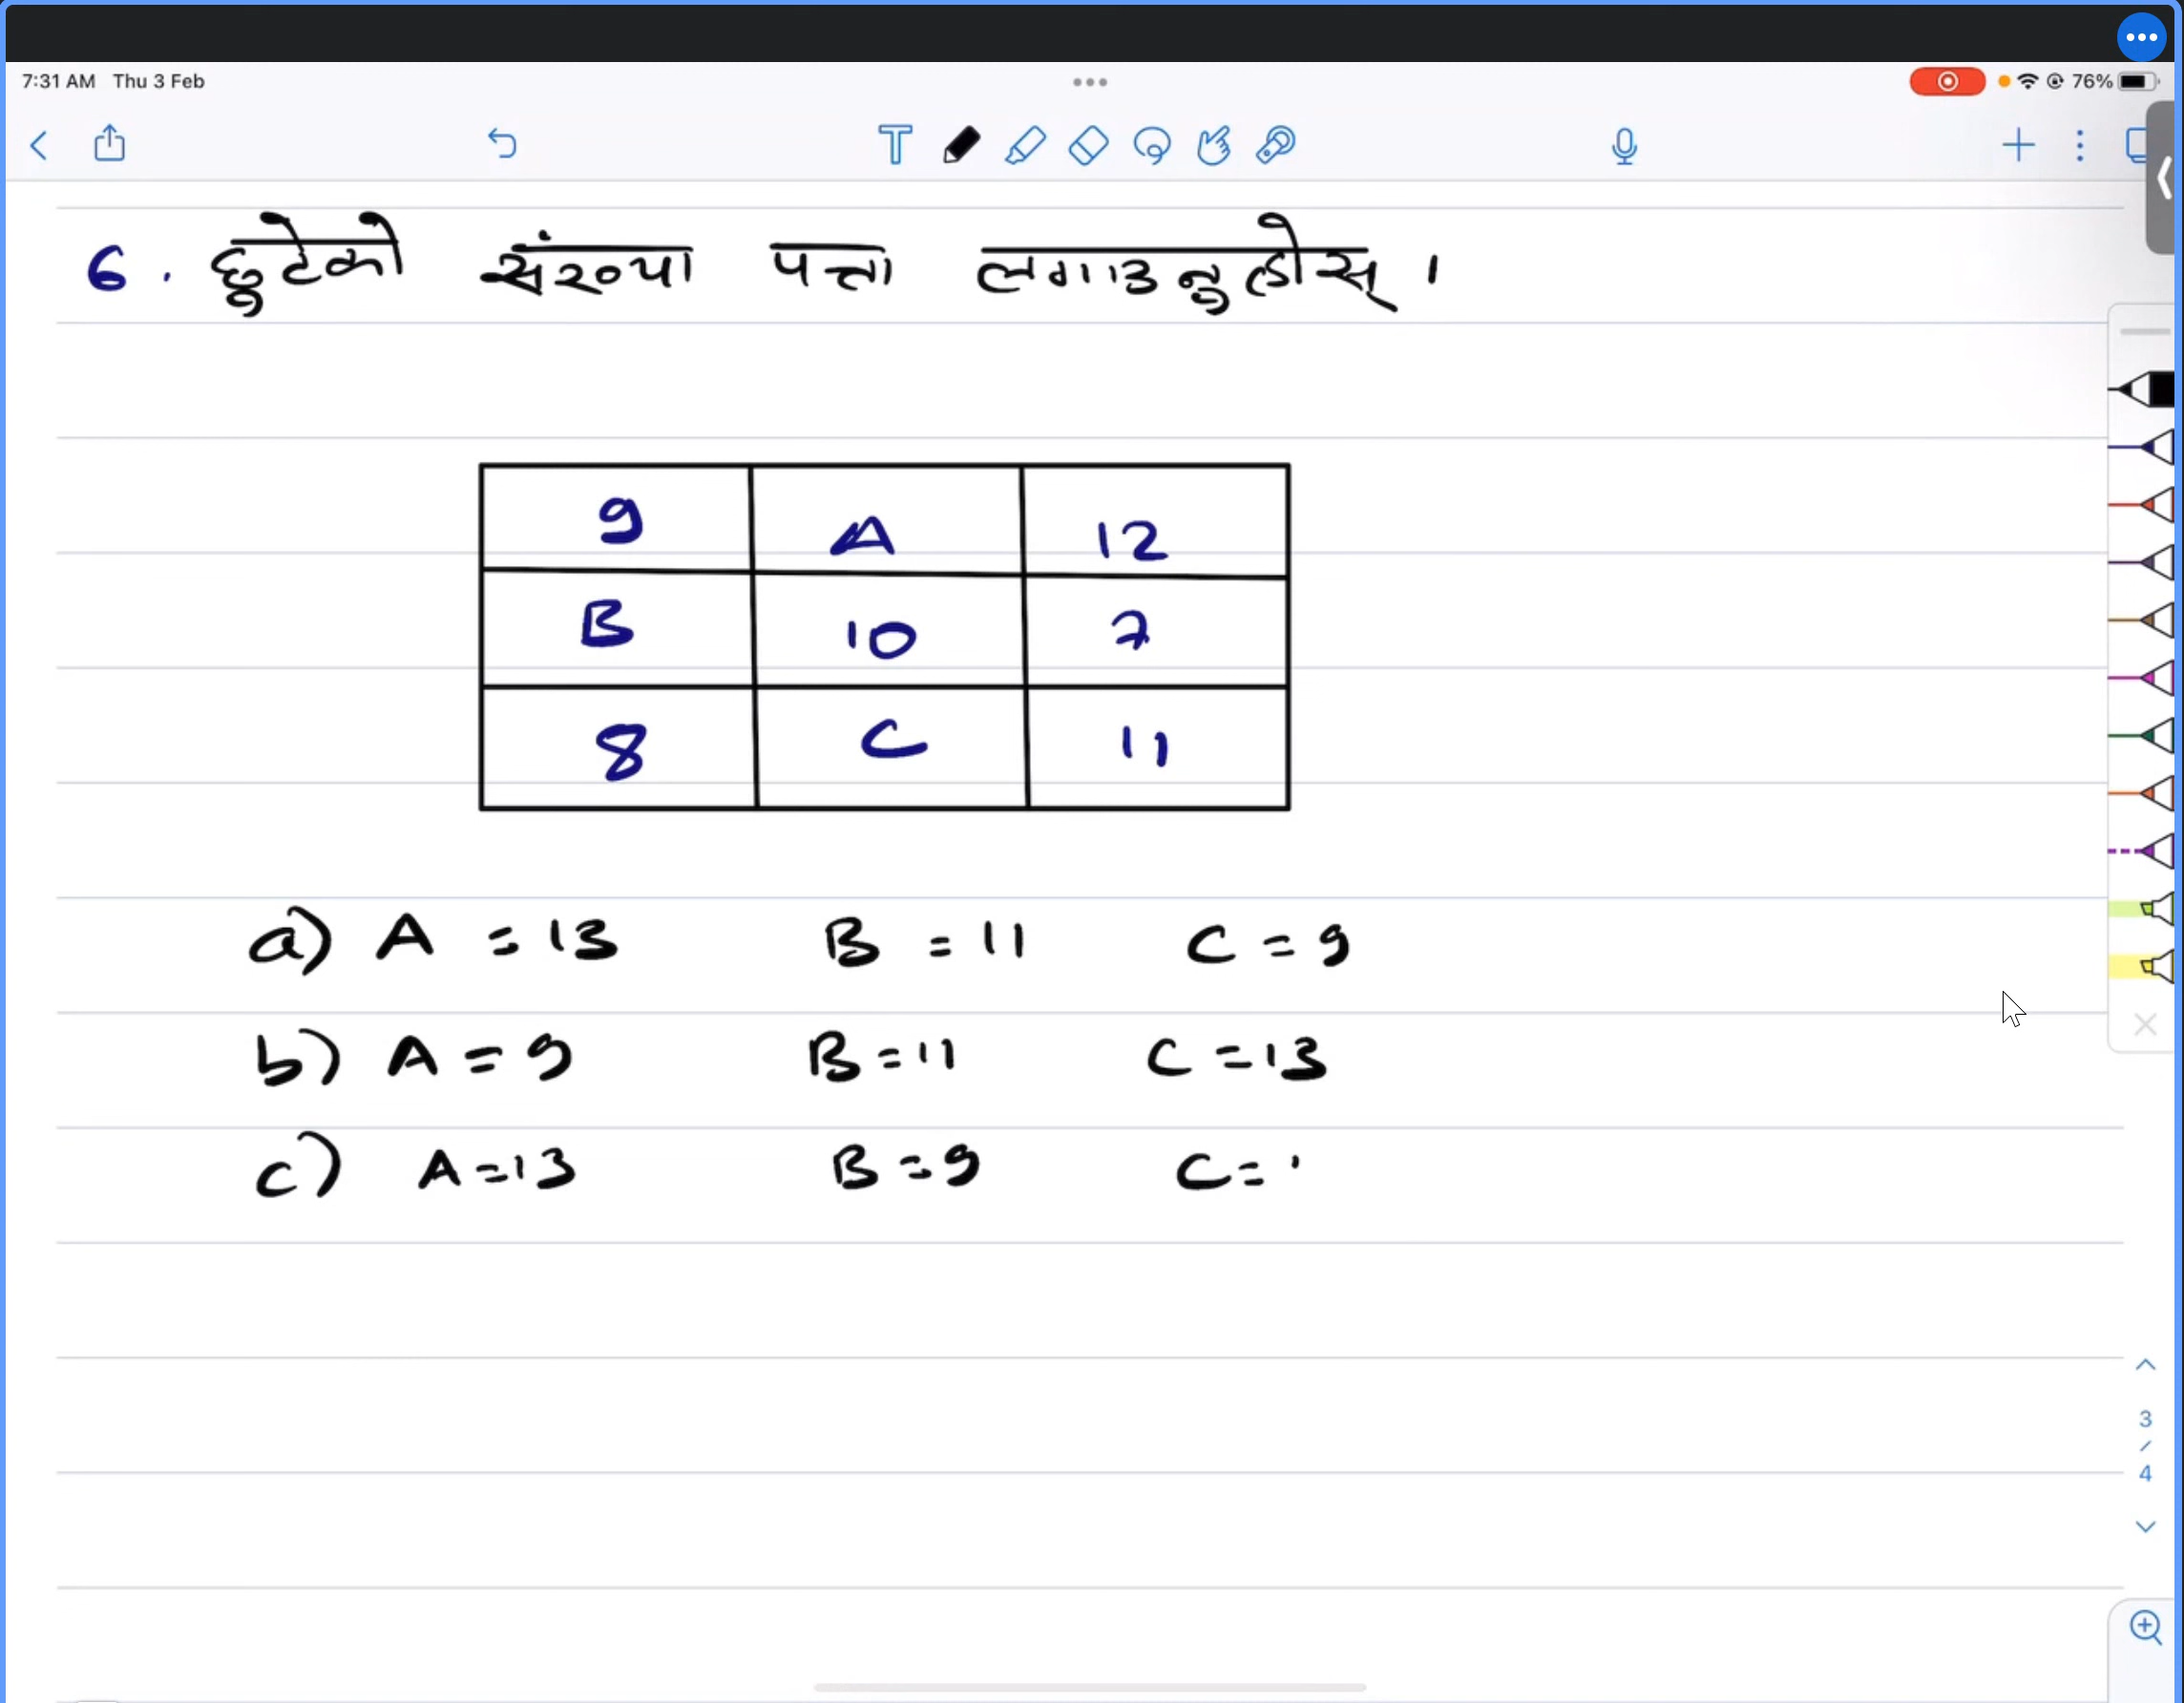 7:31 AM Thu 3 Feb 76%
6. छुटेको संख्या पत्ता लगाउनुहोस् ।
9 A 12
B 10 7
8 C 11
a) A = 13 B = 11 C = 9
b) A = 9 B = 11 C = 13
c) A = 13 B = 9 C =
3
/
4